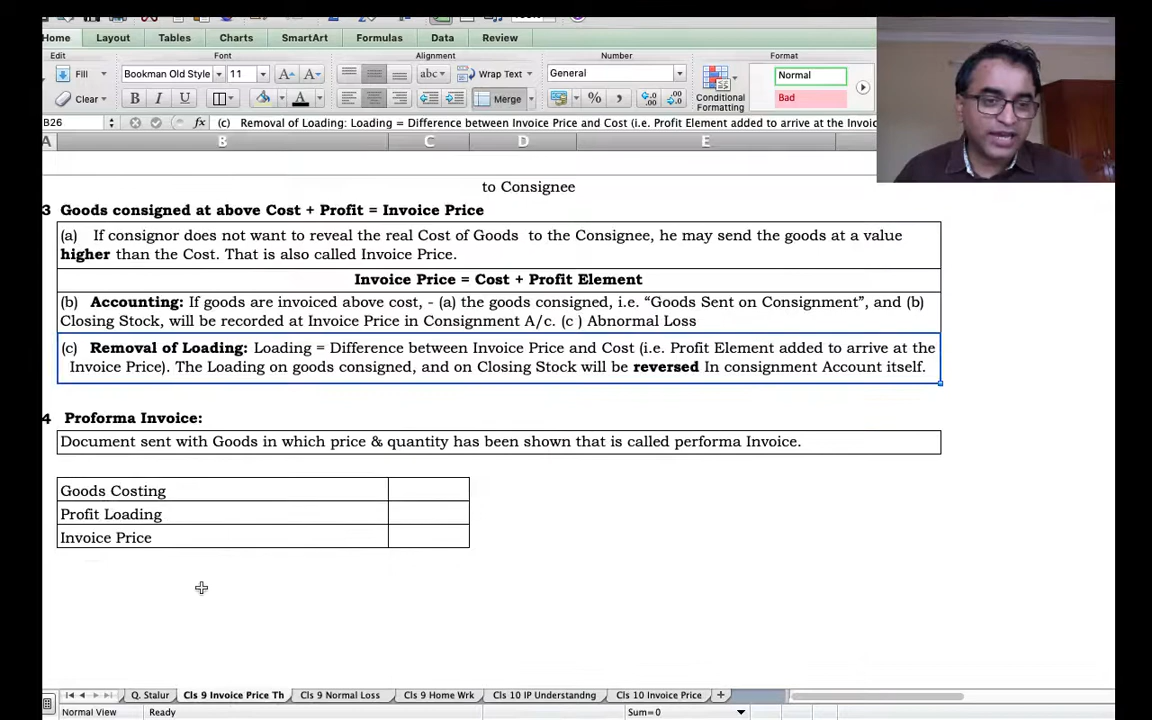 Home Layout Tables Charts SmartArt Formulas Data Review
Edit Font Alignment Number Format
Fill Bookman Old Style 11 A A abc Wrap Text General Normal
Clear B I U A Merge % Conditional Formatting Bad
B26 fx (c) Removal of Loading: Loading = Difference between Invoice Price and Cost (i.e. Profit Element added to arrive at the Invoic
A B C D E
to Consignee
3 Goods consigned at above Cost + Profit = Invoice Price
(a) If consignor does not want to reveal the real Cost of Goods to the Consignee, he may send the goods at a value
higher than the Cost. That is also called Invoice Price.
Invoice Price = Cost + Profit Element
(b) Accounting: If goods are invoiced above cost, - (a) the goods consigned, i.e. “Goods Sent on Consignment”, and (b)
Closing Stock, will be recorded at Invoice Price in Consignment A/c. (c ) Abnormal Loss
(c) Removal of Loading: Loading = Difference between Invoice Price and Cost (i.e. Profit Element added to arrive at the
Invoice Price). The Loading on goods consigned, and on Closing Stock will be reversed In consignment Account itself.
4 Proforma Invoice:
Document sent with Goods in which price & quantity has been shown that is called performa Invoice.
Goods Costing
Profit Loading
Invoice Price
Q. Stalur Cls 9 Invoice Price Th Cls 9 Normal Loss Cls 9 Home Wrk Cls 10 IP Understandng Cls 10 Invoice Price +
Normal View Ready Sum=0